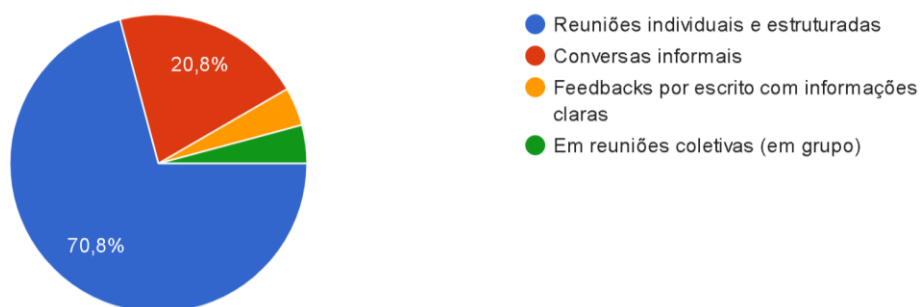 20,8%
70,8%
Reuniões individuais e estruturadas
Conversas informais
Feedbacks por escrito com informações
claras
Em reuniões coletivas (em grupo)